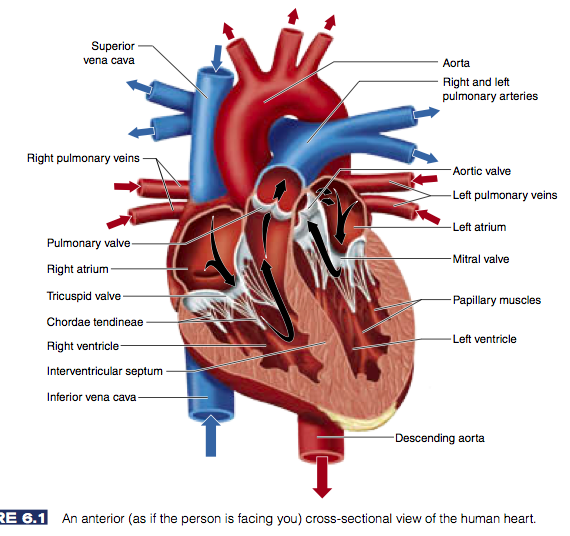 Superior
vena cava
Aorta
Right and left
pulmonary arteries
Right pulmonary veins
Aortic valve
Left pulmonary veins
Left atrium
Pulmonary valve
Mitral valve
Right atrium
Tricuspid valve
Papillary muscles
Chordae tendineae
Right ventricle
Left ventricle
Interventricular septum
Inferior vena cava
Descending aorta
RE 6.1 An anterior (as if the person is facing you) cross-sectional view of the human heart.